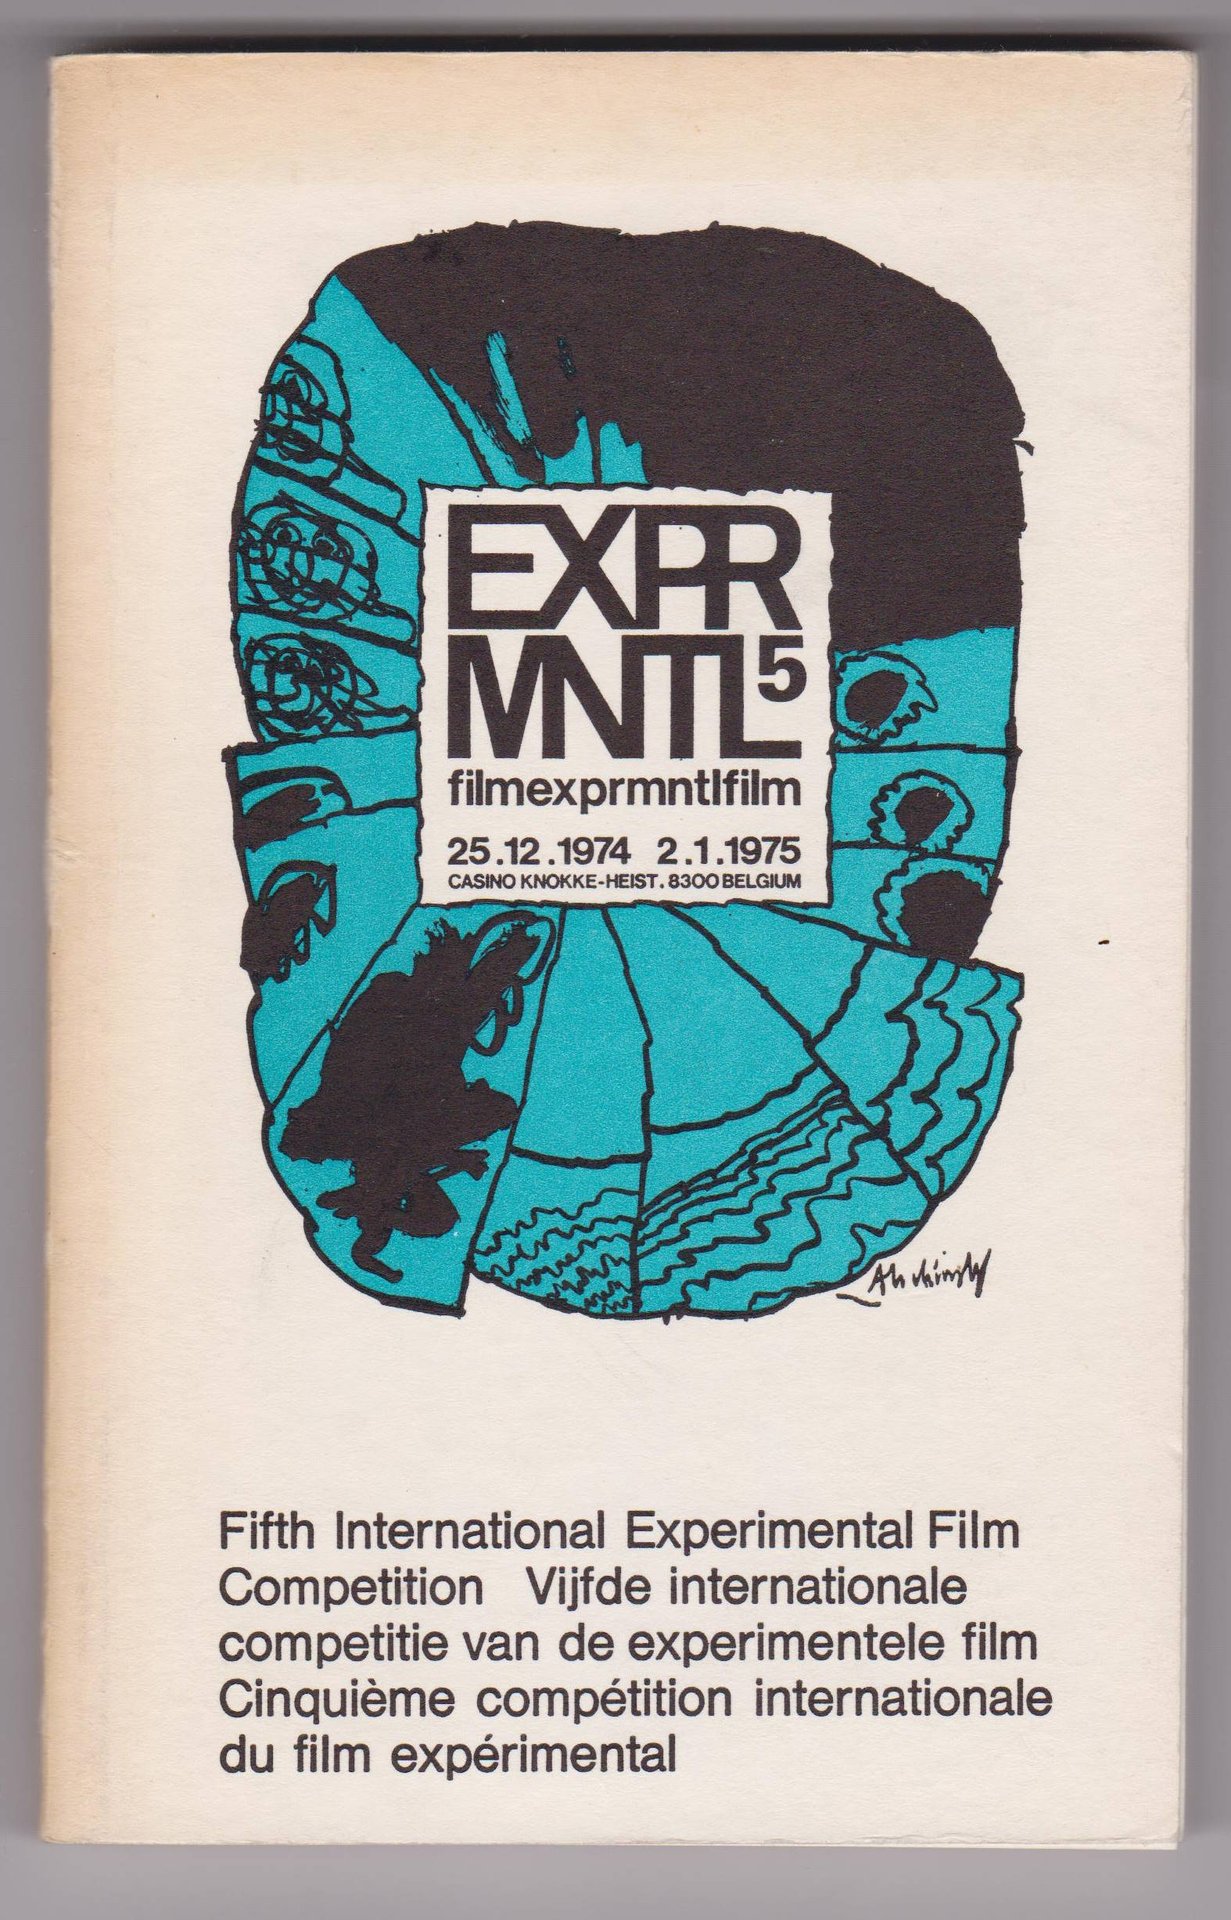 EXPR
MNTL5
filmexprmntlfilm
25.12.1974 2.1.1975
CASINO KNOKKE-HEIST. 8300 BELGIUM
Fifth International Experimental Film
Competition Vijfde internationale
competitie van de experimentele film
Cinquième compétition internationale
du film expérimental